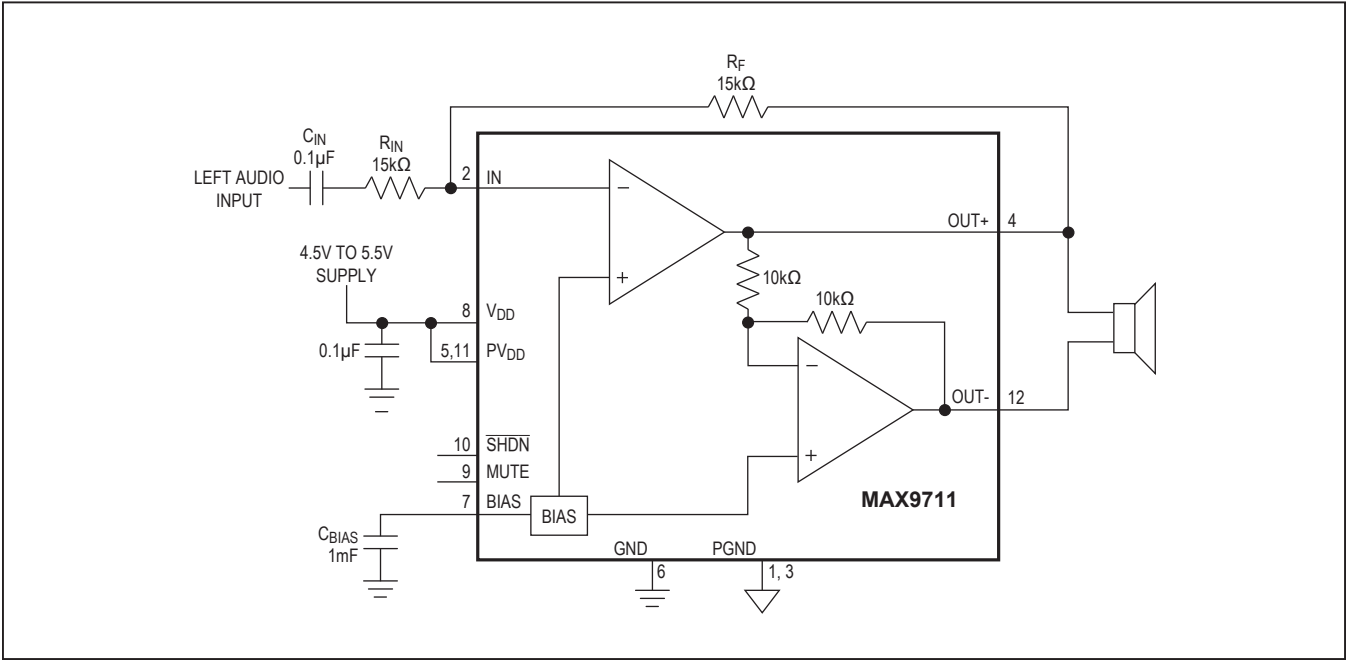 RF
15kΩ
CIN
0.1μF
RIN
15kΩ
LEFT AUDIO
INPUT
2
IN
−
+
OUT+
4
4.5V TO 5.5V
SUPPLY
10kΩ
10kΩ
8
VDD
0.1μF
5,11
PVDD
−
+
OUT-
12
10
SHDN
9
MUTE
7
BIAS
BIAS
MAX9711
CBIAS
1mF
GND
6
PGND
1, 3